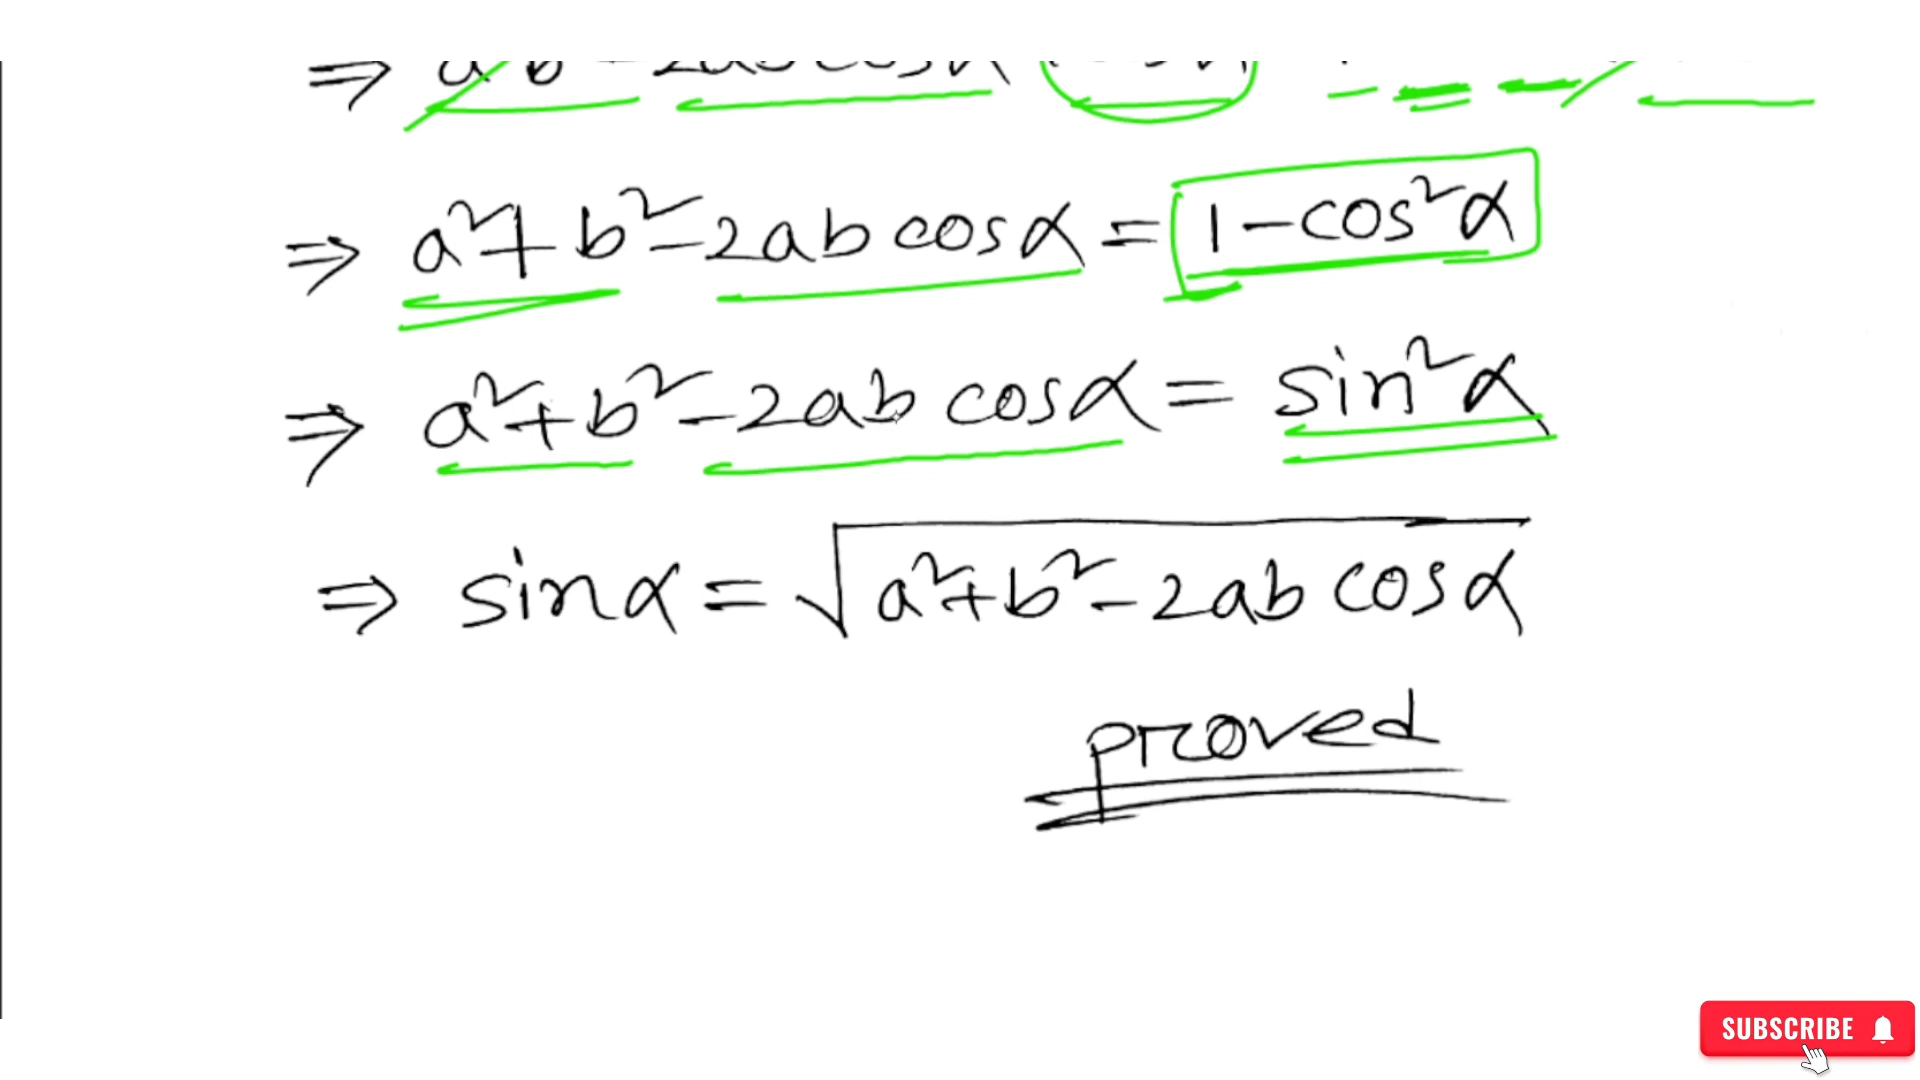 ⇒ a² + b² - 2ab cosα = 1 - cos²α
⇒ a² + b² - 2ab cosα = sin²α
⇒ sinα = √(a² + b² - 2ab cosα)
proved
SUBSCRIBE